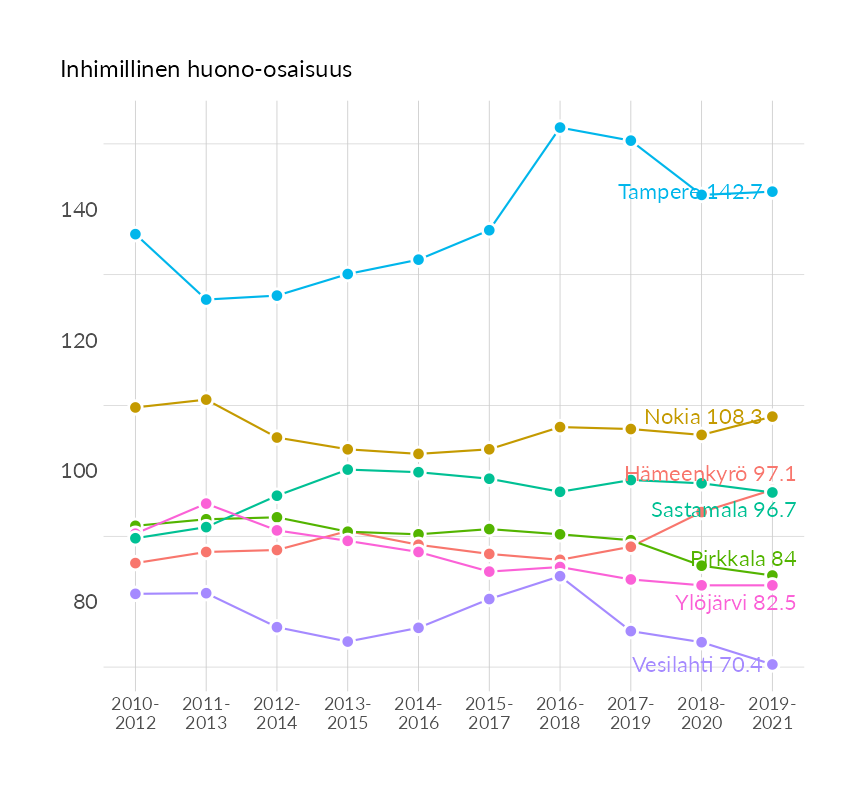 Inhimillinen huono-osaisuus
140
120
100
80
Tampere 142.7
Nokia 108.3
Hämeenkyrö 97.1
Sastamala 96.7
Pirkkala 84
Ylöjärvi 82.5
Vesilahti 70.4
2010- 2011- 2012- 2013- 2014- 2015- 2016- 2017- 2018- 2019-
2012 2013 2014 2015 2016 2017 2018 2019 2020 2021